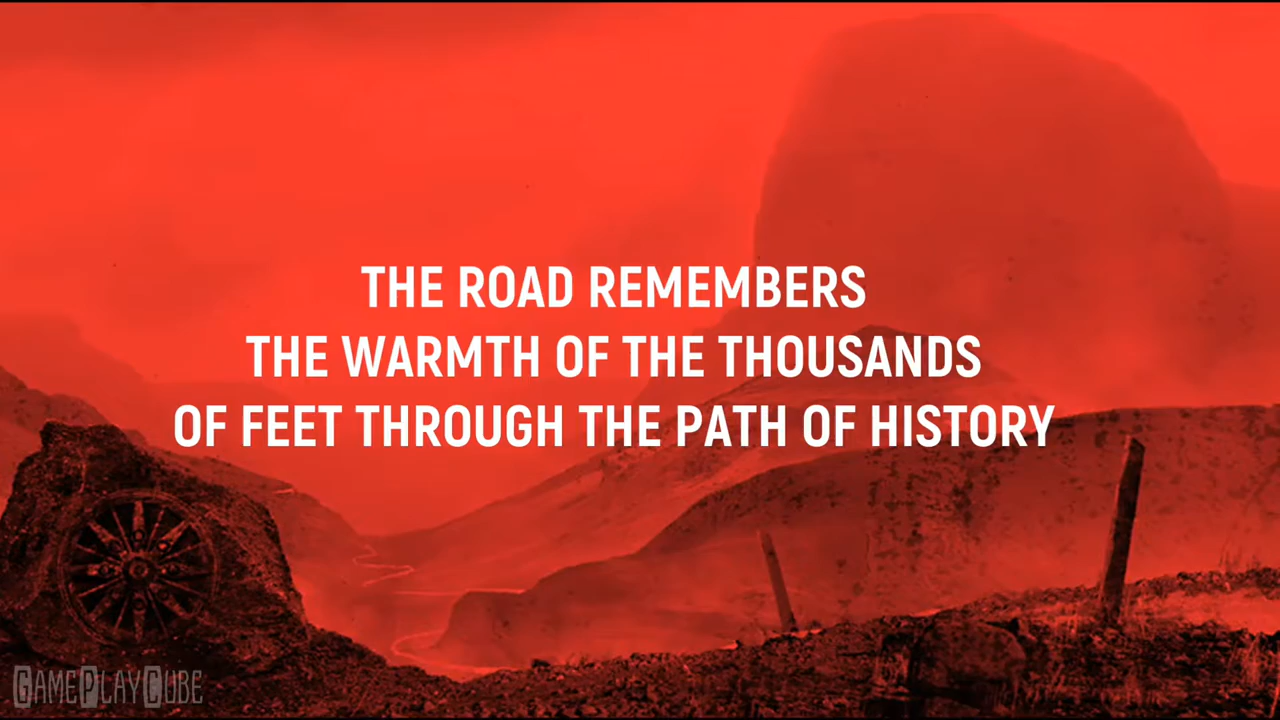 THE ROAD REMEMBERS
THE WARMTH OF THE THOUSANDS
OF FEET THROUGH THE PATH OF HISTORY
GAMEPLAYCUBE